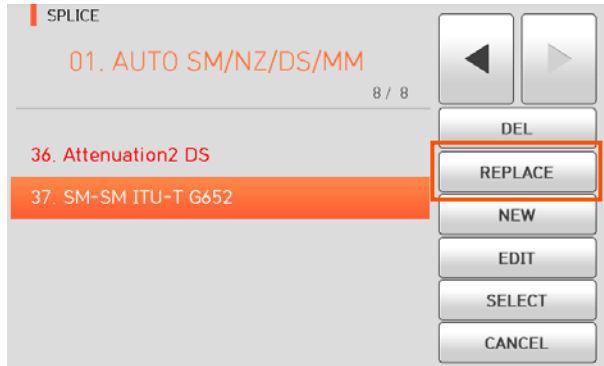 SPLICE
01. AUTO SM/NZ/DS/MM
8 / 8
36. Attenuation2 DS
37. SM-SM ITU-T G652
DEL
REPLACE
NEW
EDIT
SELECT
CANCEL